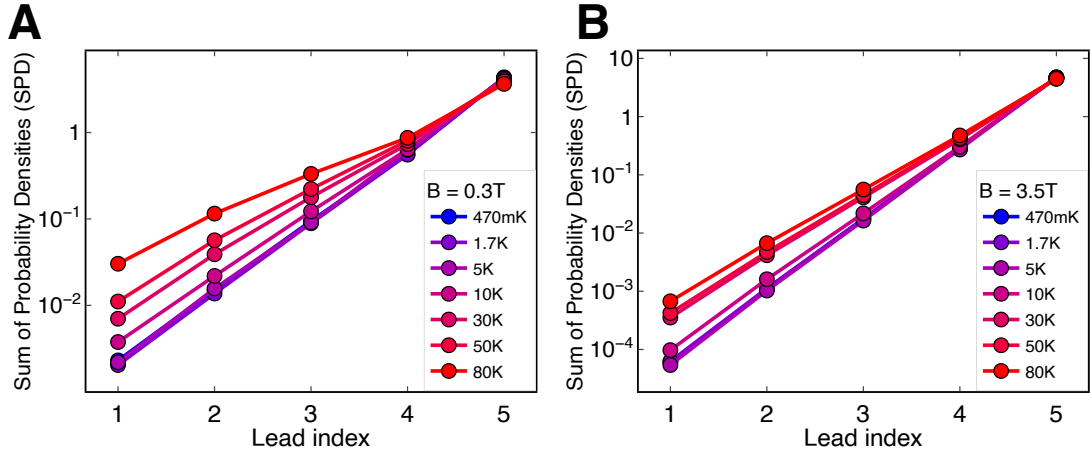 A
Sum of Probability Densities (SPD)
1
10⁻¹
10⁻²
B = 0.3T
470mK
1.7K
5K
10K
30K
50K
80K
1 2 3 4 5
Lead index
B
Sum of Probability Densities (SPD)
10
1
10⁻¹
10⁻²
10⁻³
10⁻⁴
B = 3.5T
470mK
1.7K
5K
10K
30K
50K
80K
1 2 3 4 5
Lead index